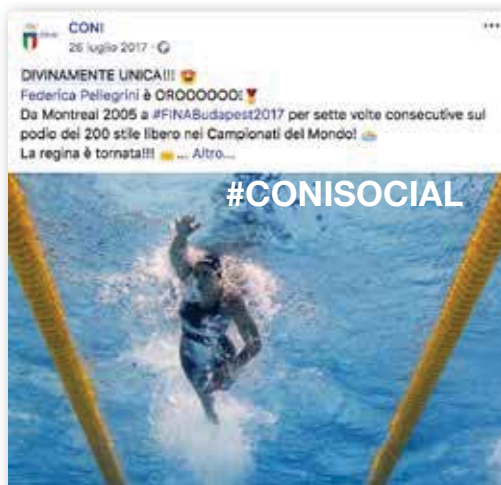 CONI
26 luglio 2017 ·
DIVINAMENTE UNICA!!! 🤩
Federica Pellegrini è OROOOOOO!🏅
Da Montreal 2005 a #FINABudapest2017 per sette volte consecutive sul
podio dei 200 stile libero nei Campionati del Mondo! 🏊
La regina è tornata!!! 👑 ... Altro...
#CONISOCIAL